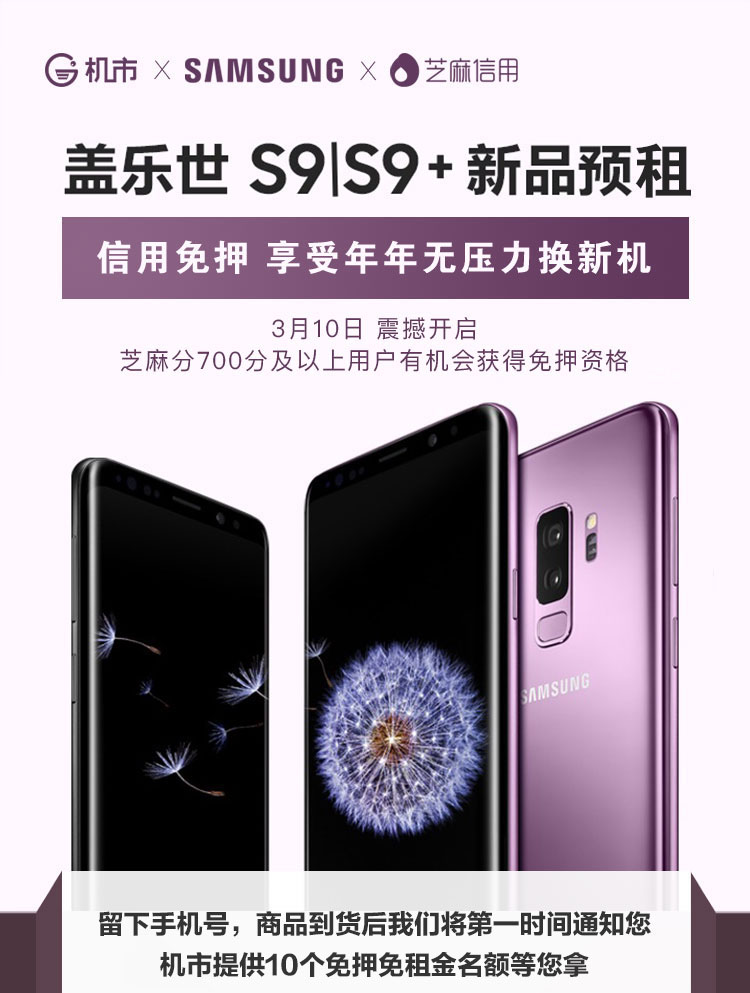 机市 × SAMSUNG × 芝麻信用
盖乐世 S9|S9+ 新品预租
信用免押 享受年年无压力换新机
3月10日 震撼开启
芝麻分700分及以上用户有机会获得免押资格
SAMSUNG
留下手机号，商品到货后我们将第一时间通知您
机市提供10个免押免租金名额等您拿